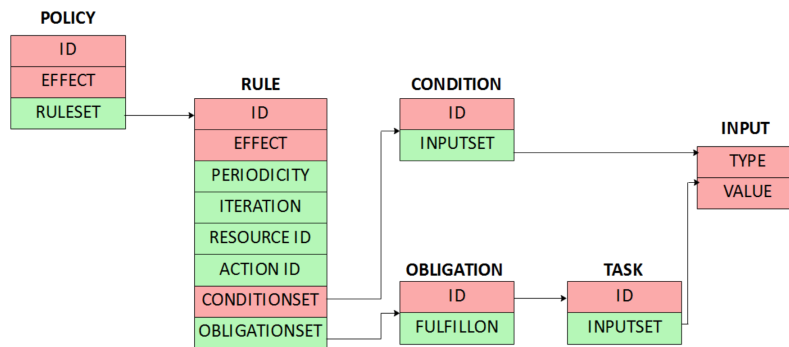 POLICY
ID
EFFECT
RULESET
RULE
ID
EFFECT
PERIODICITY
ITERATION
RESOURCE ID
ACTION ID
CONDITIONSET
OBLIGATIONSET
CONDITION
ID
INPUTSET
OBLIGATION
ID
FULFILLON
TASK
ID
INPUTSET
INPUT
TYPE
VALUE